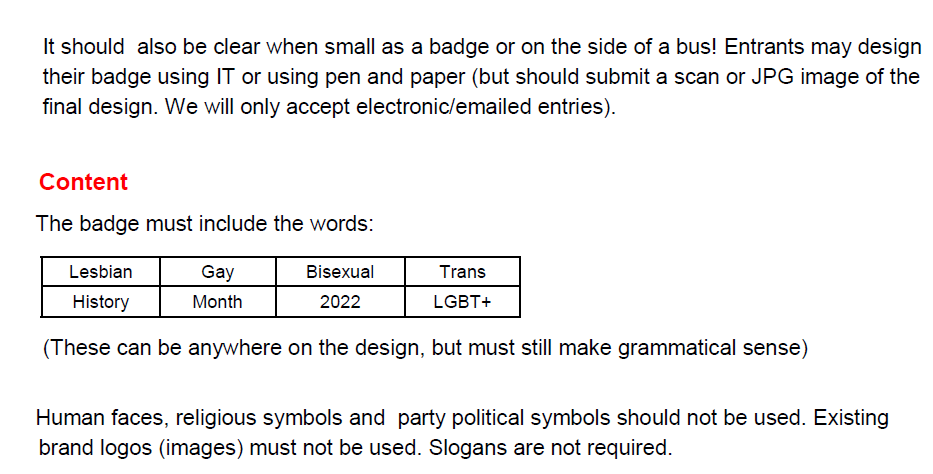 It should  also be clear when small as a badge or on the side of a bus! Entrants may design
their badge using IT or using pen and paper (but should submit a scan or JPG image of the
final design. We will only accept electronic/emailed entries).
Content
The badge must include the words:
Lesbian Gay Bisexual Trans
History Month 2022 LGBT+
(These can be anywhere on the design, but must still make grammatical sense)
Human faces, religious symbols and  party political symbols should not be used. Existing
brand logos (images) must not be used. Slogans are not required.